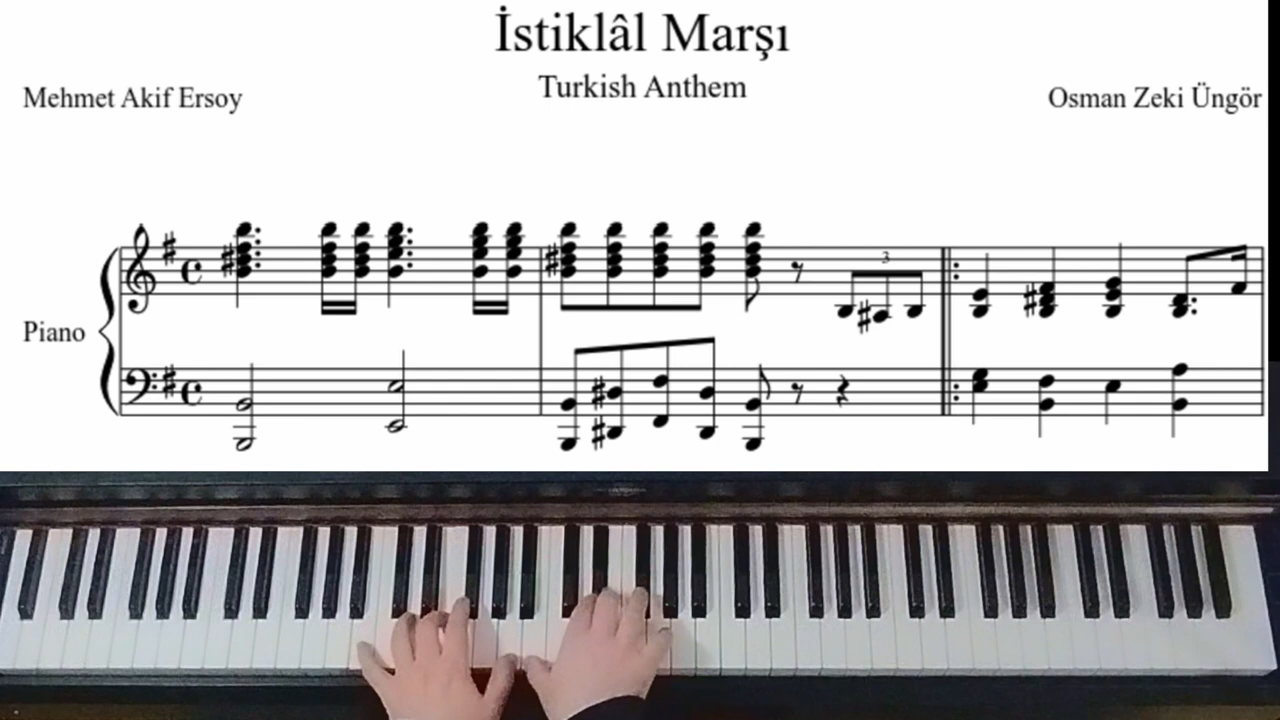 İstiklâl Marşı
Turkish Anthem
Mehmet Akif Ersoy
Osman Zeki Üngör
3
Piano